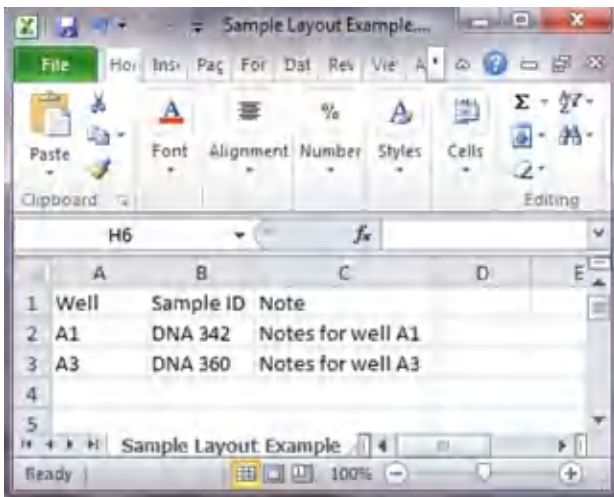 Sample Layout Example....
File Hor Inse Pag For Dat Rev Vie A
Paste Font Alignment Number Styles Cells
Clipboard Editing
H6 fx
A B C D E
1 Well Sample ID Note
2 A1 DNA 342 Notes for well A1
3 A3 DNA 360 Notes for well A3
4
5
Sample Layout Example
Ready 100%